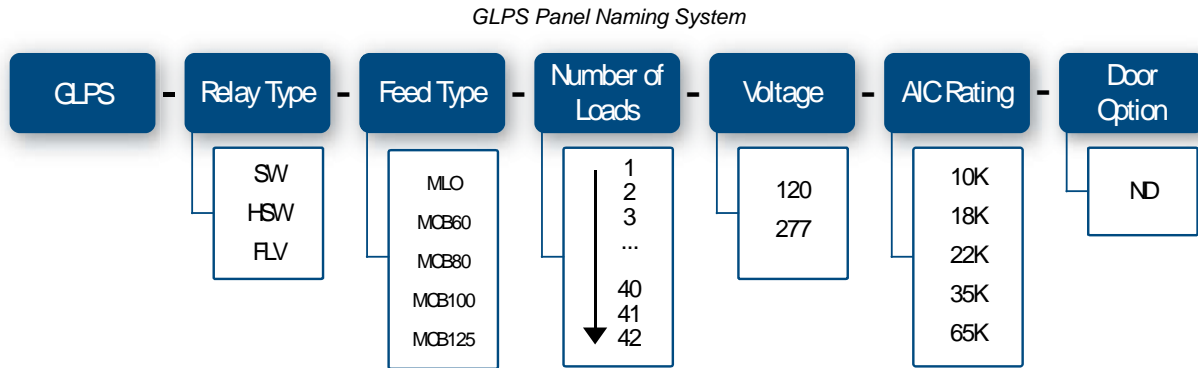 GLPS Panel Naming System
GLPS - Relay Type - Feed Type - Number of Loads - Voltage - AIC Rating - Door Option
SW
HSW
FLV
MLO
MCB60
MCB80
MCB100
MCB125
1
2
3
...
40
41
42
120
277
10K
18K
22K
35K
65K
ND